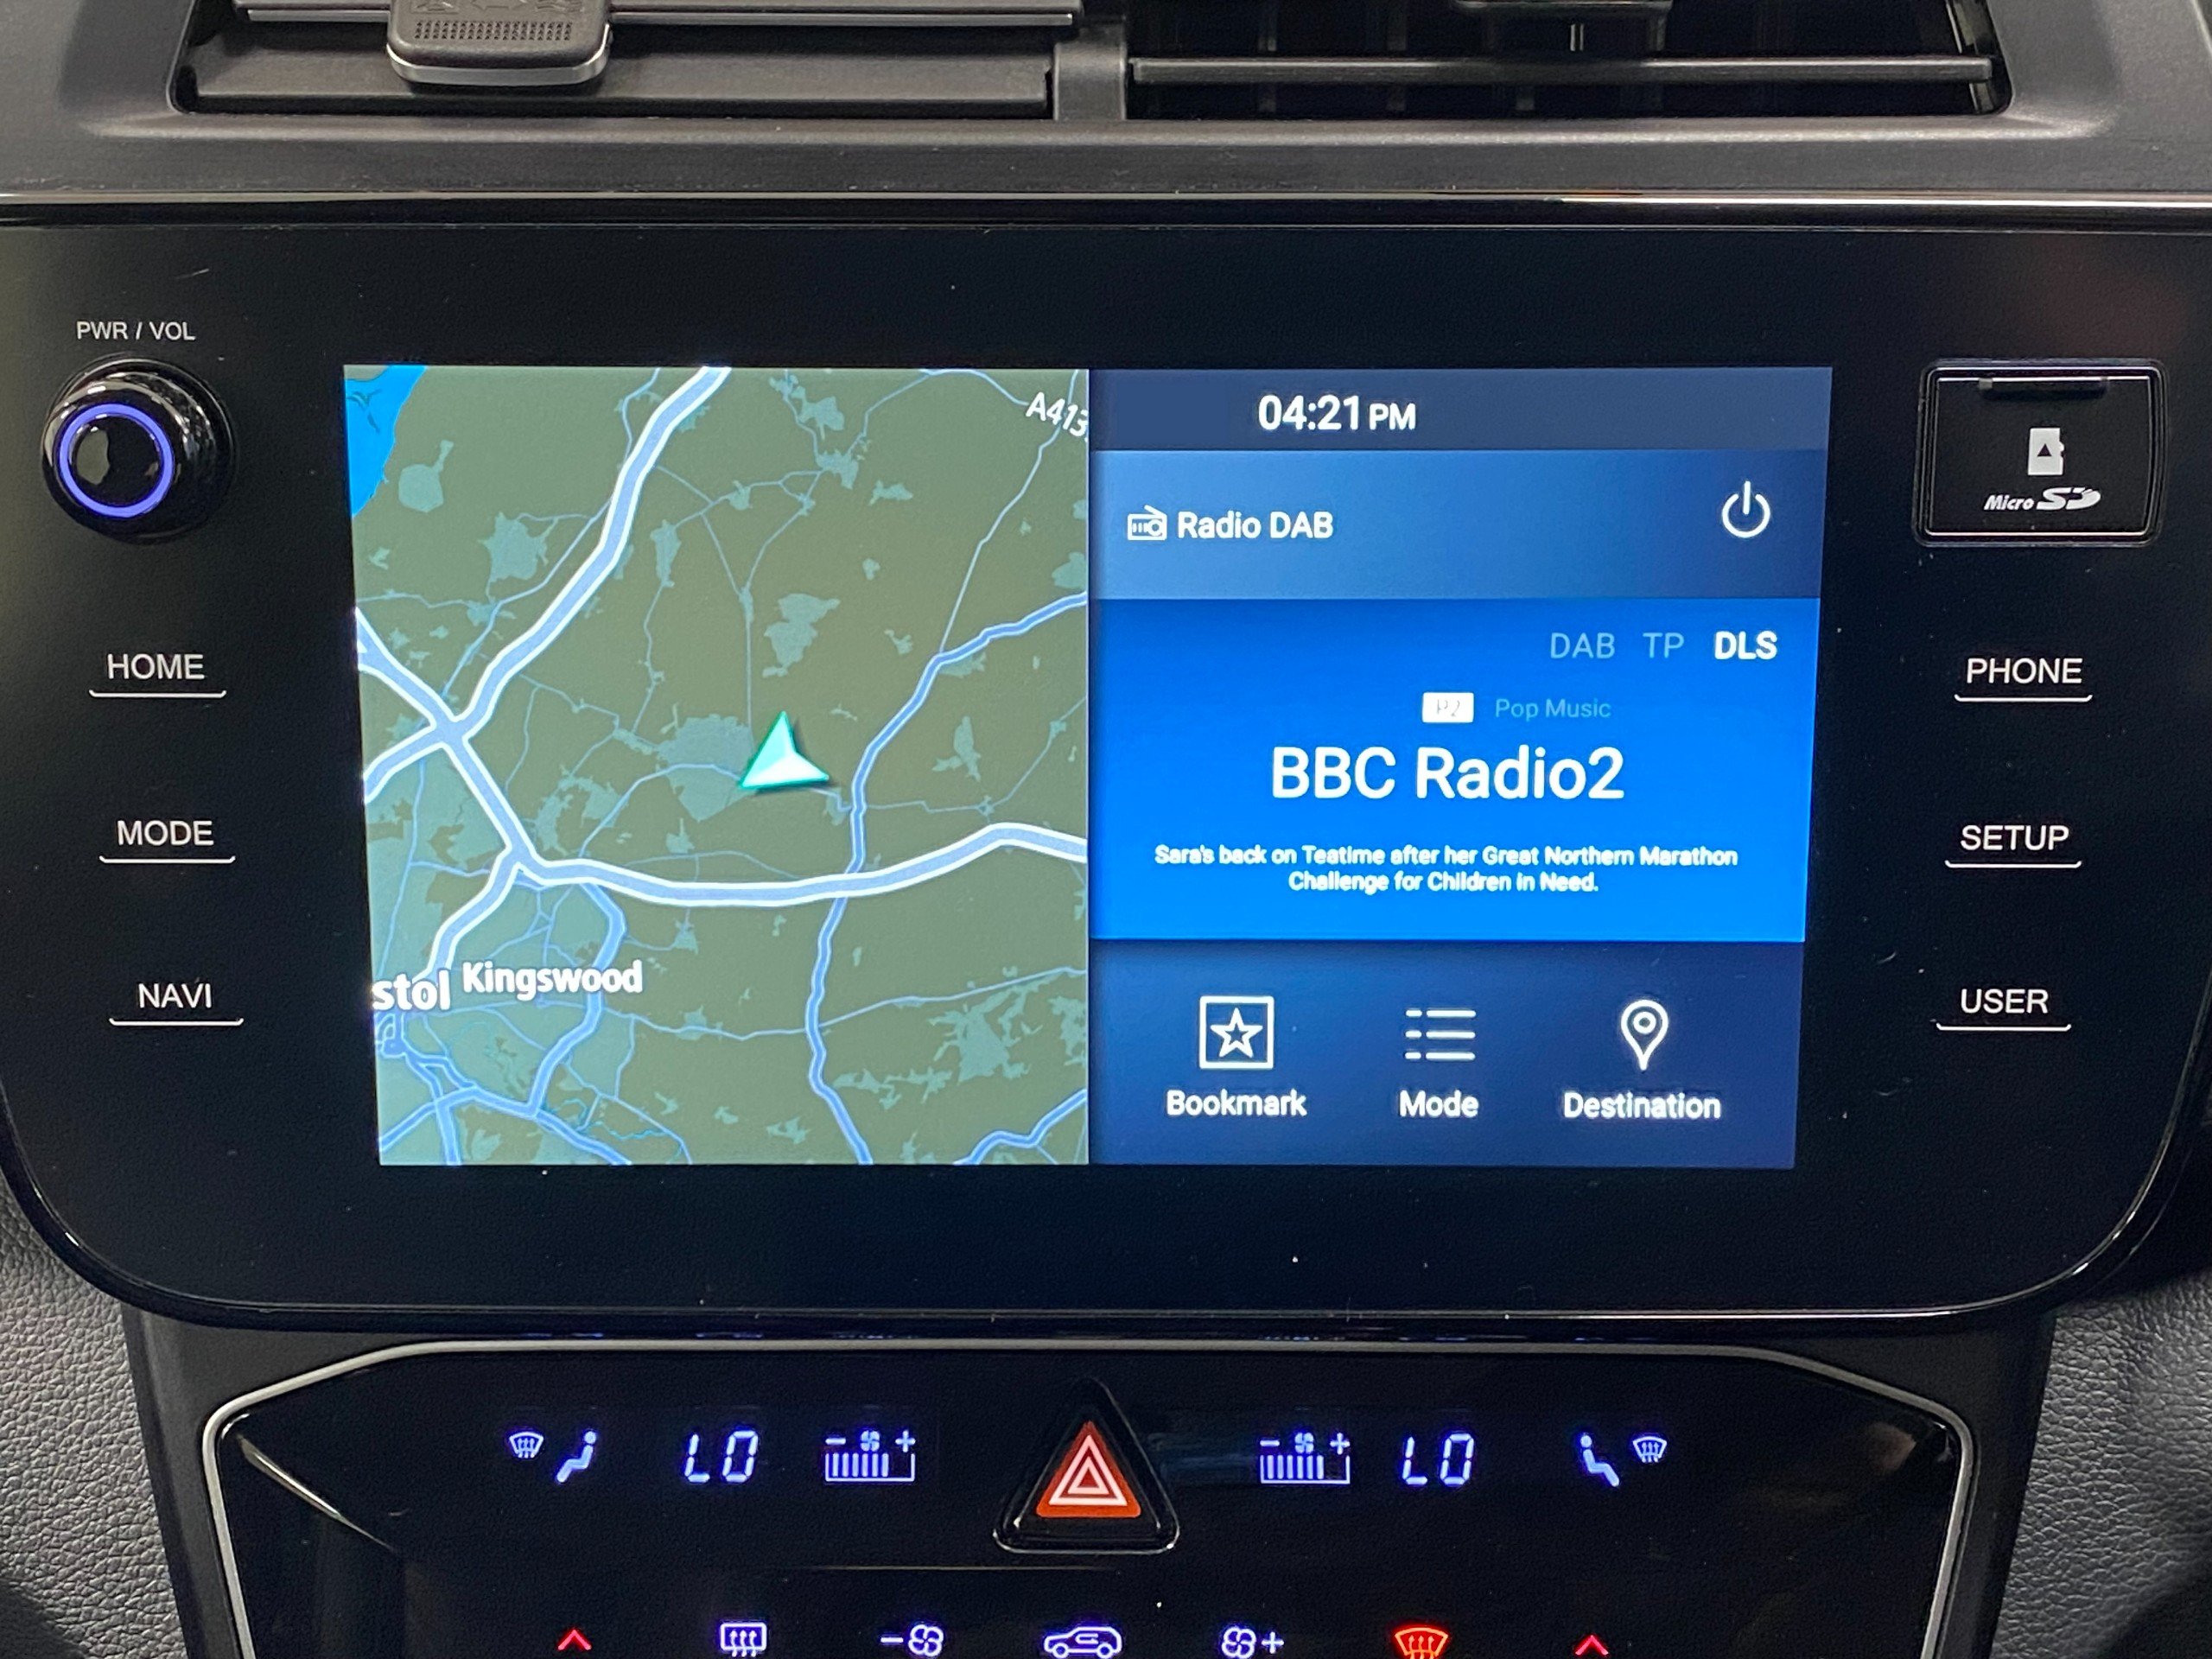 PWR / VOL
HOME
MODE
NAVI
A413
stol
Kingswood
04:21 PM
Radio DAB
DAB TP DLS
P2 Pop Music
BBC Radio2
Sara's back on Teatime after her Great Northern Marathon
Challenge for Children in Need.
Bookmark
Mode
Destination
Micro SD
PHONE
SETUP
USER
LO
- +
- +
LO
-
+